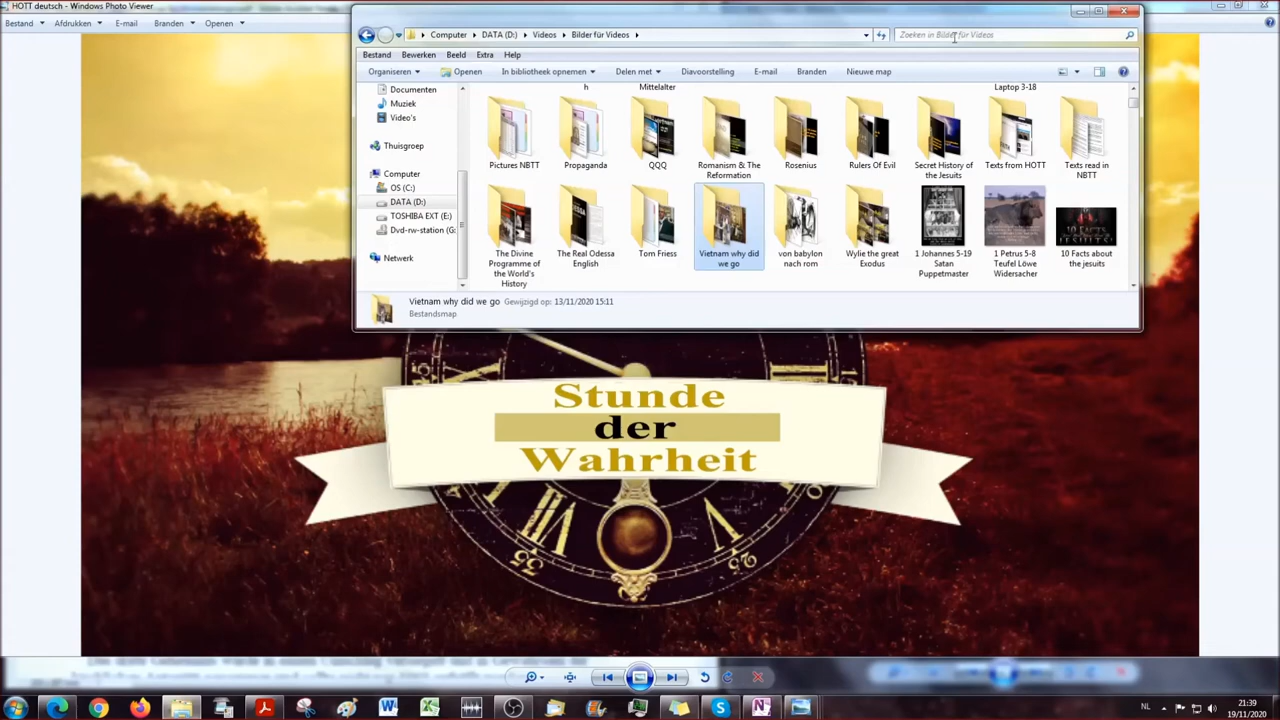 HOTT deutsch - Windows Photo Viewer
Bestand Afdrukken E-mail Branden Openen
Computer DATA (D:) Videos Bilder für Videos
Zoeken in Bilder für Videos
Bestand Bewerken Beeld Extra Help
Organiseren Openen In bibliotheek opnemen Delen met Diavoorstelling E-mail Branden Nieuwe map
Documenten
Muziek
Video's
Thuisgroep
Computer
OS (C:)
DATA (D:)
TOSHIBA EXT (E:)
Dvd-rw-station (G:
Netwerk
h Mittelalter Laptop 3-18
Pictures NBTT
Propaganda
QQQ
Romanism & The
Reformation
Rosenius
Rulers Of Evil
Secret History of
the Jesuits
Texts from HOTT
Texts read in
NBTT
The Divine
Programme of
the World's
History
The Real Odessa
English
Tom Friess
Vietnam why did
we go
von babylon
nach rom
Wylie the great
Exodus
1 Johannes 5-19
Satan
Puppetmaster
1 Petrus 5-8
Teufel Löwe
Widersacher
10 Facts about
the jesuits
Vietnam why did we go Gewijzigd op: 13/11/2020 15:11
Bestandsmap
Stunde
der
Wahrheit
NL
21:39
19/11/2020